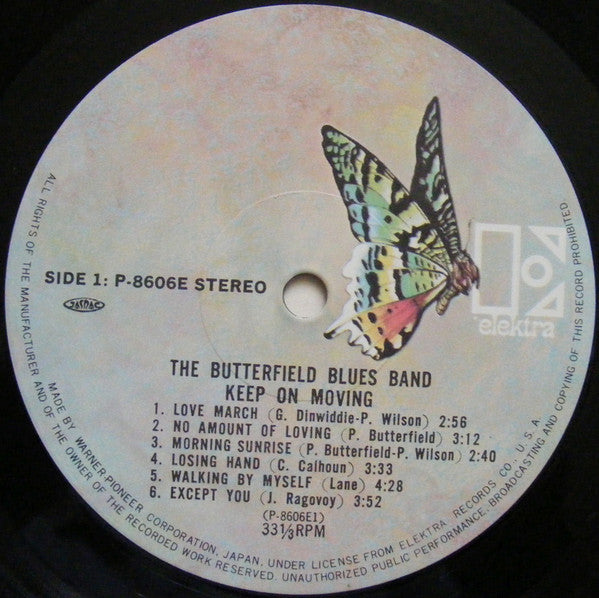 SIDE 1: P-8606E STEREO
JASRAC
elektra
THE BUTTERFIELD BLUES BAND
KEEP ON MOVING
1. LOVE MARCH (G. Dinwiddie-P. Wilson) 2:56
2. NO AMOUNT OF LOVING (P. Butterfield) 3:12
3. MORNING SUNRISE (P. Butterfield-P. Wilson) 2:40
4. LOSING HAND (C. Calhoun) 3:33
5. WALKING BY MYSELF (Lane) 4:28
6. EXCEPT YOU (J. Ragovoy) 3:52
(P-8606E1)
33⅓RPM
ALL RIGHTS OF THE MANUFACTURER AND OF THE OWNER OF THE RECORDED WORK RESERVED. UNAUTHORIZED PUBLIC PERFORMANCE, BROADCASTING AND COPYING OF THIS RECORD PROHIBITED.
MADE BY WARNER-PIONEER CORPORATION, JAPAN, UNDER LICENSE FROM ELEKTRA RECORDS CO., U.S.A.